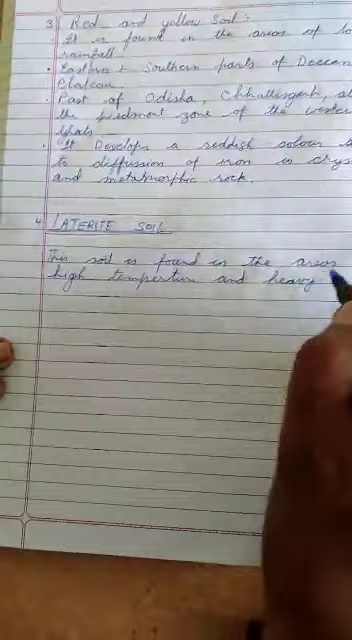 3 Red and yellow Soil:
It is found in the areas of lo
rainfall.
• Eastern + Southern parts of Deccan
Plateau
• Part of Odisha, Chhattisgarh, al
the piedmont zone of the wester
Ghats.
• It Develops a reddish colour
to diffussion of iron in crys
and metamorphic rock.
4 LATERITE SOIL
This soil is found in the areas
high tempertun and heavy